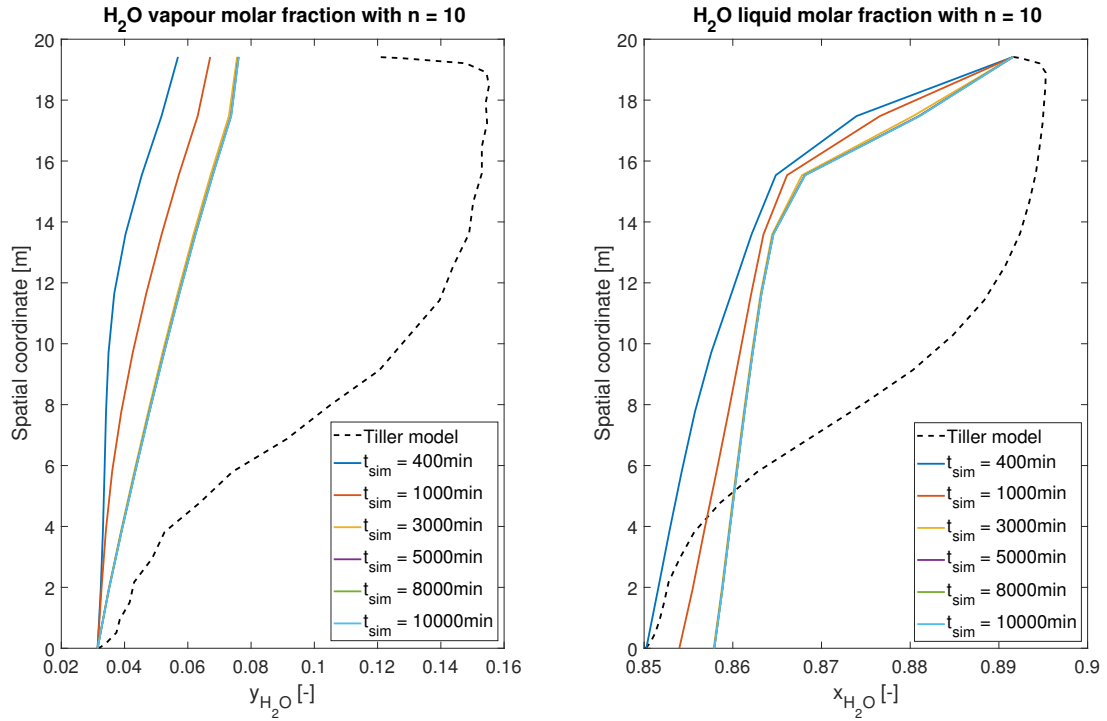 H2O vapour molar fraction with n = 10
20
18
16
14
12
10
8
6
4
2
0
Spatial coordinate [m]
0.02 0.04 0.06 0.08 0.1 0.12 0.14 0.16
yH2O [-]
Tiller model
tsim = 400min
tsim = 1000min
tsim = 3000min
tsim = 5000min
tsim = 8000min
tsim = 10000min
H2O liquid molar fraction with n = 10
20
18
16
14
12
10
8
6
4
2
0
Spatial coordinate [m]
0.85 0.86 0.87 0.88 0.89 0.9
xH2O [-]
Tiller model
tsim = 400min
tsim = 1000min
tsim = 3000min
tsim = 5000min
tsim = 8000min
tsim = 10000min